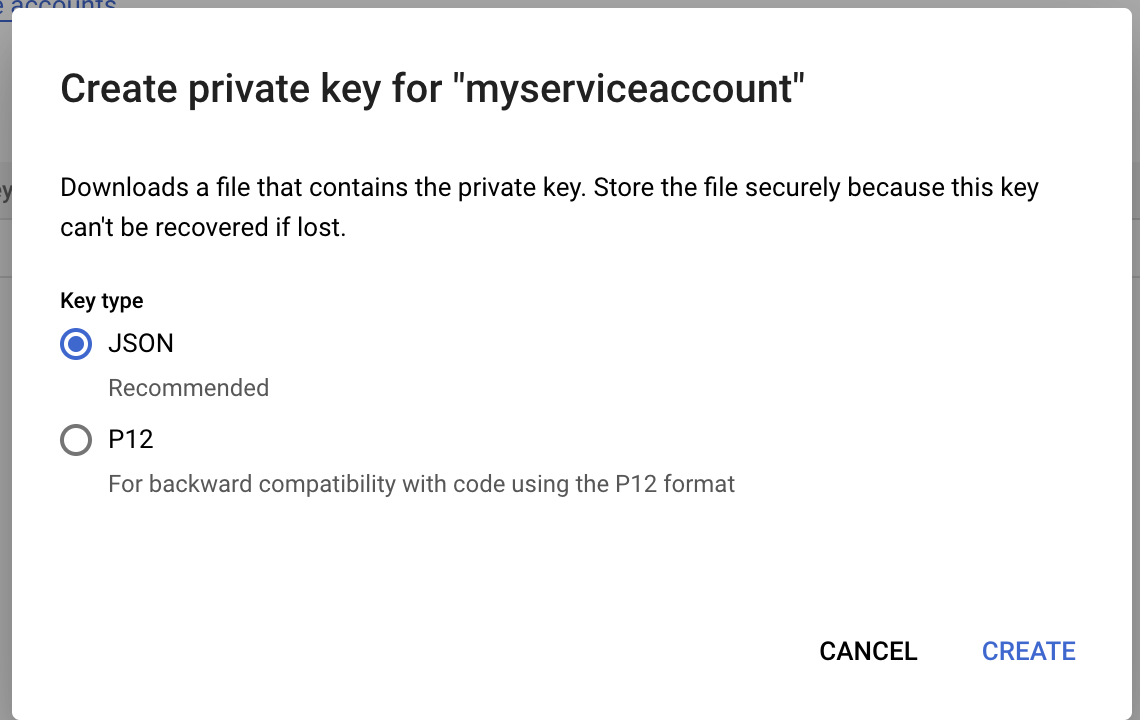 accounts
Create private key for "myserviceaccount"
Downloads a file that contains the private key. Store the file securely because this key
can't be recovered if lost.
Key type
JSON
Recommended
P12
For backward compatibility with code using the P12 format
CANCEL
CREATE